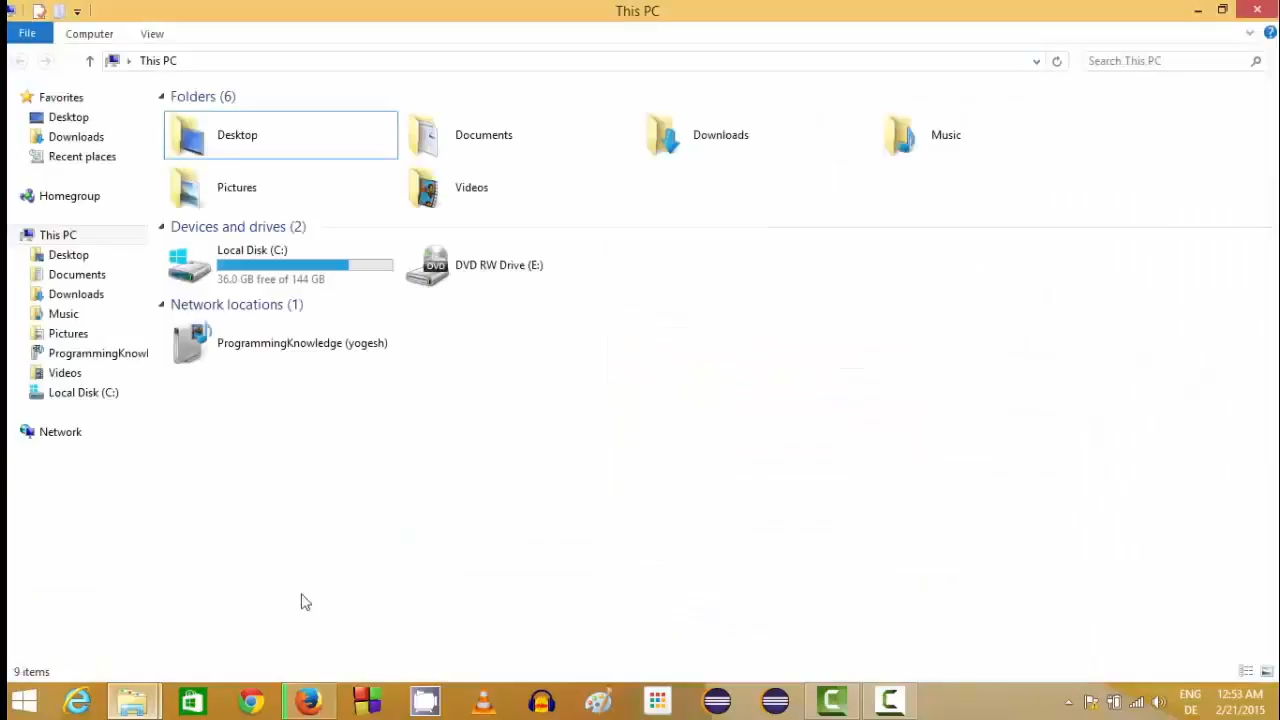 This PC
File Computer View
This PC Search This PC
Favorites
Desktop
Downloads
Recent places
Homegroup
This PC
Desktop
Documents
Downloads
Music
Pictures
ProgrammingKnowl
Videos
Local Disk (C:)
Network
Folders (6)
Desktop Documents Downloads Music
Pictures Videos
Devices and drives (2)
Local Disk (C:)
36.0 GB free of 144 GB
DVD
DVD RW Drive (E:)
Network locations (1)
ProgrammingKnowledge (yogesh)
9 items
ENG
DE
12:53 AM
2/21/2015